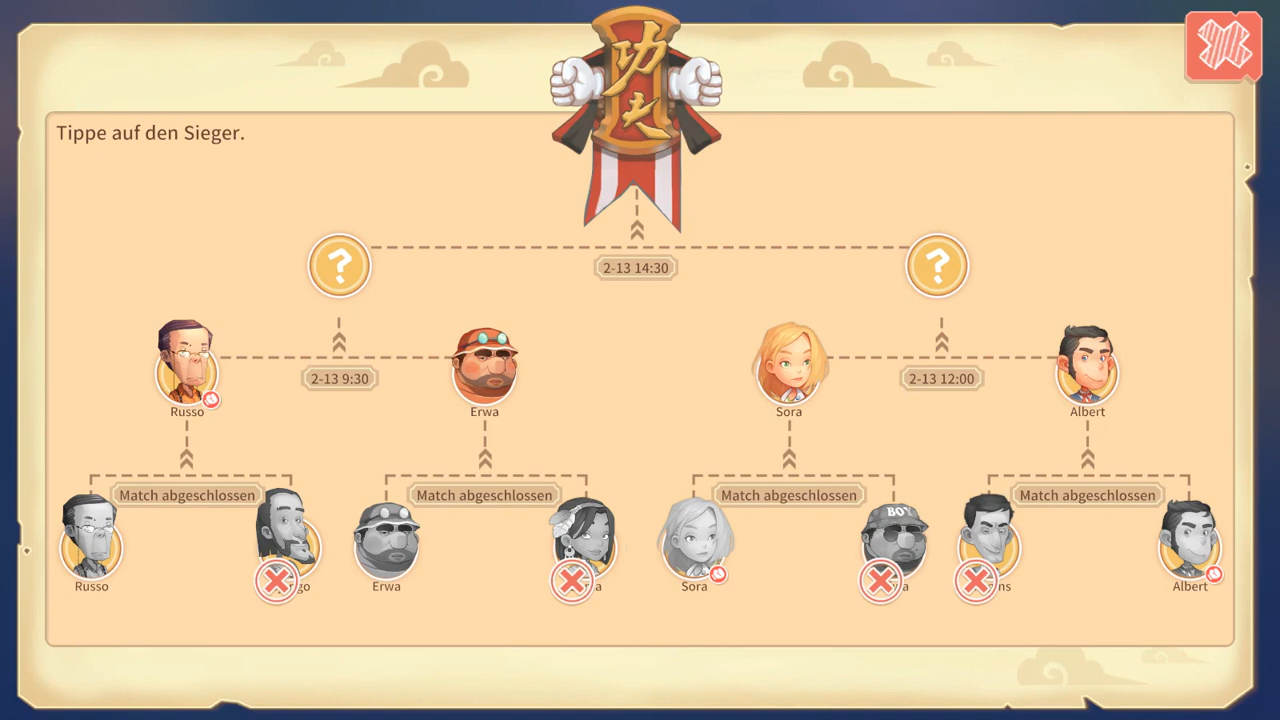 功
夫
Tippe auf den Sieger.
2-13 14:30
2-13 9:30
2-13 12:00
Russo
Erwa
Sora
Albert
Match abgeschlossen
Match abgeschlossen
Match abgeschlossen
Match abgeschlossen
BOY
Russo
Erwa
Sora
Albert